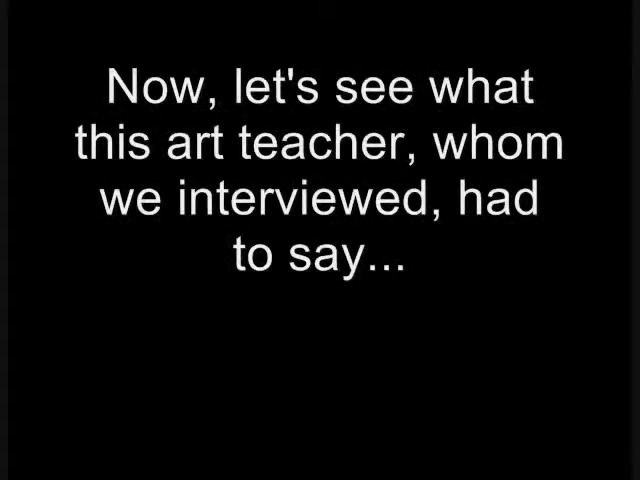 Now, let's see what
this art teacher, whom
we interviewed, had
to say...